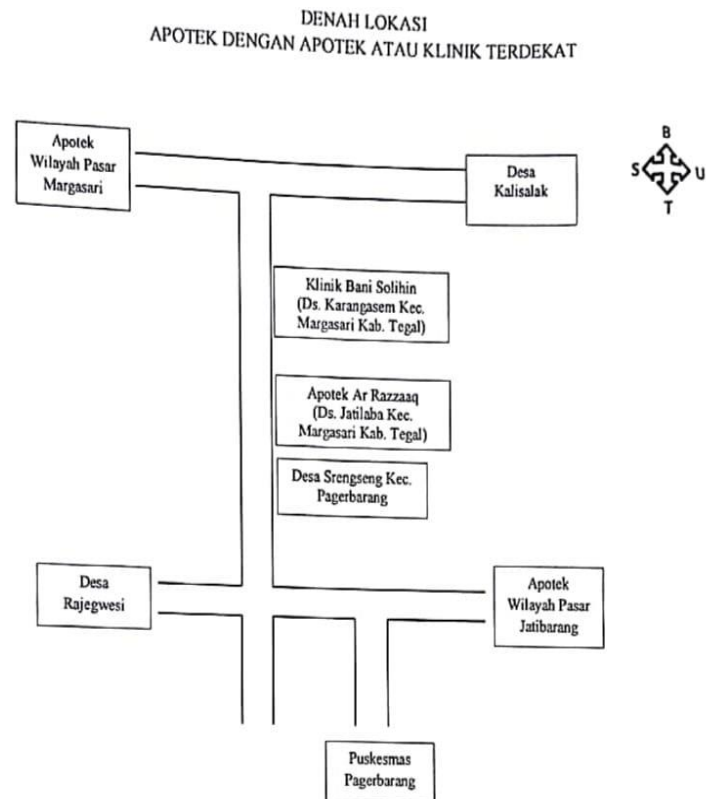 DENAH LOKASI
APOTEK DENGAN APOTEK ATAU KLINIK TERDEKAT
Apotek
Wilayah Pasar
Margasari
Desa
Kalisalak
B
S
U
T
Klinik Bani Solihin
(Ds. Karangasem Kec.
Margasari Kab. Tegal)
Apotek Ar Razzaaq
(Ds. Jatilaba Kec.
Margasari Kab. Tegal)
Desa Srengseng Kec.
Pagerbarang
Desa
Rajegwesi
Apotek
Wilayah Pasar
Jatibarang
Puskesmas
Pagerbarang